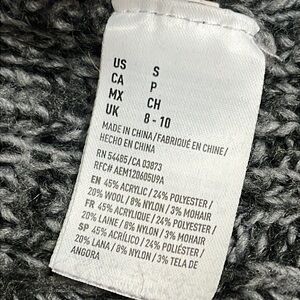 US S
CA P
MX CH
UK 8 - 10
MADE IN CHINA/FABRIQUÉ EN CHINE/
HECHO EN CHINA
RN 54485/CA 03873
RFC# AEM120605U9A
EN 45% ACRYLIC / 24% POLYESTER /
20% WOOL / 8% NYLON / 3% MOHAIR
FR 45% ACRYLIQUE / 24% POLYESTER /
20% LAINE / 8% NYLON / 3% MOHAIR
SP 45% ACRÍLICO / 24% POLIÉSTER /
20% LANA / 8% NYLON / 3% TELA DE
ANGORA